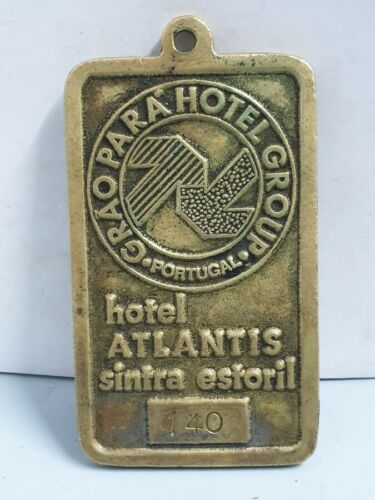 GRÃO PARÁ HOTEL GROUP
•PORTUGAL•
hotel
ATLANTIS
sintra estoril
140